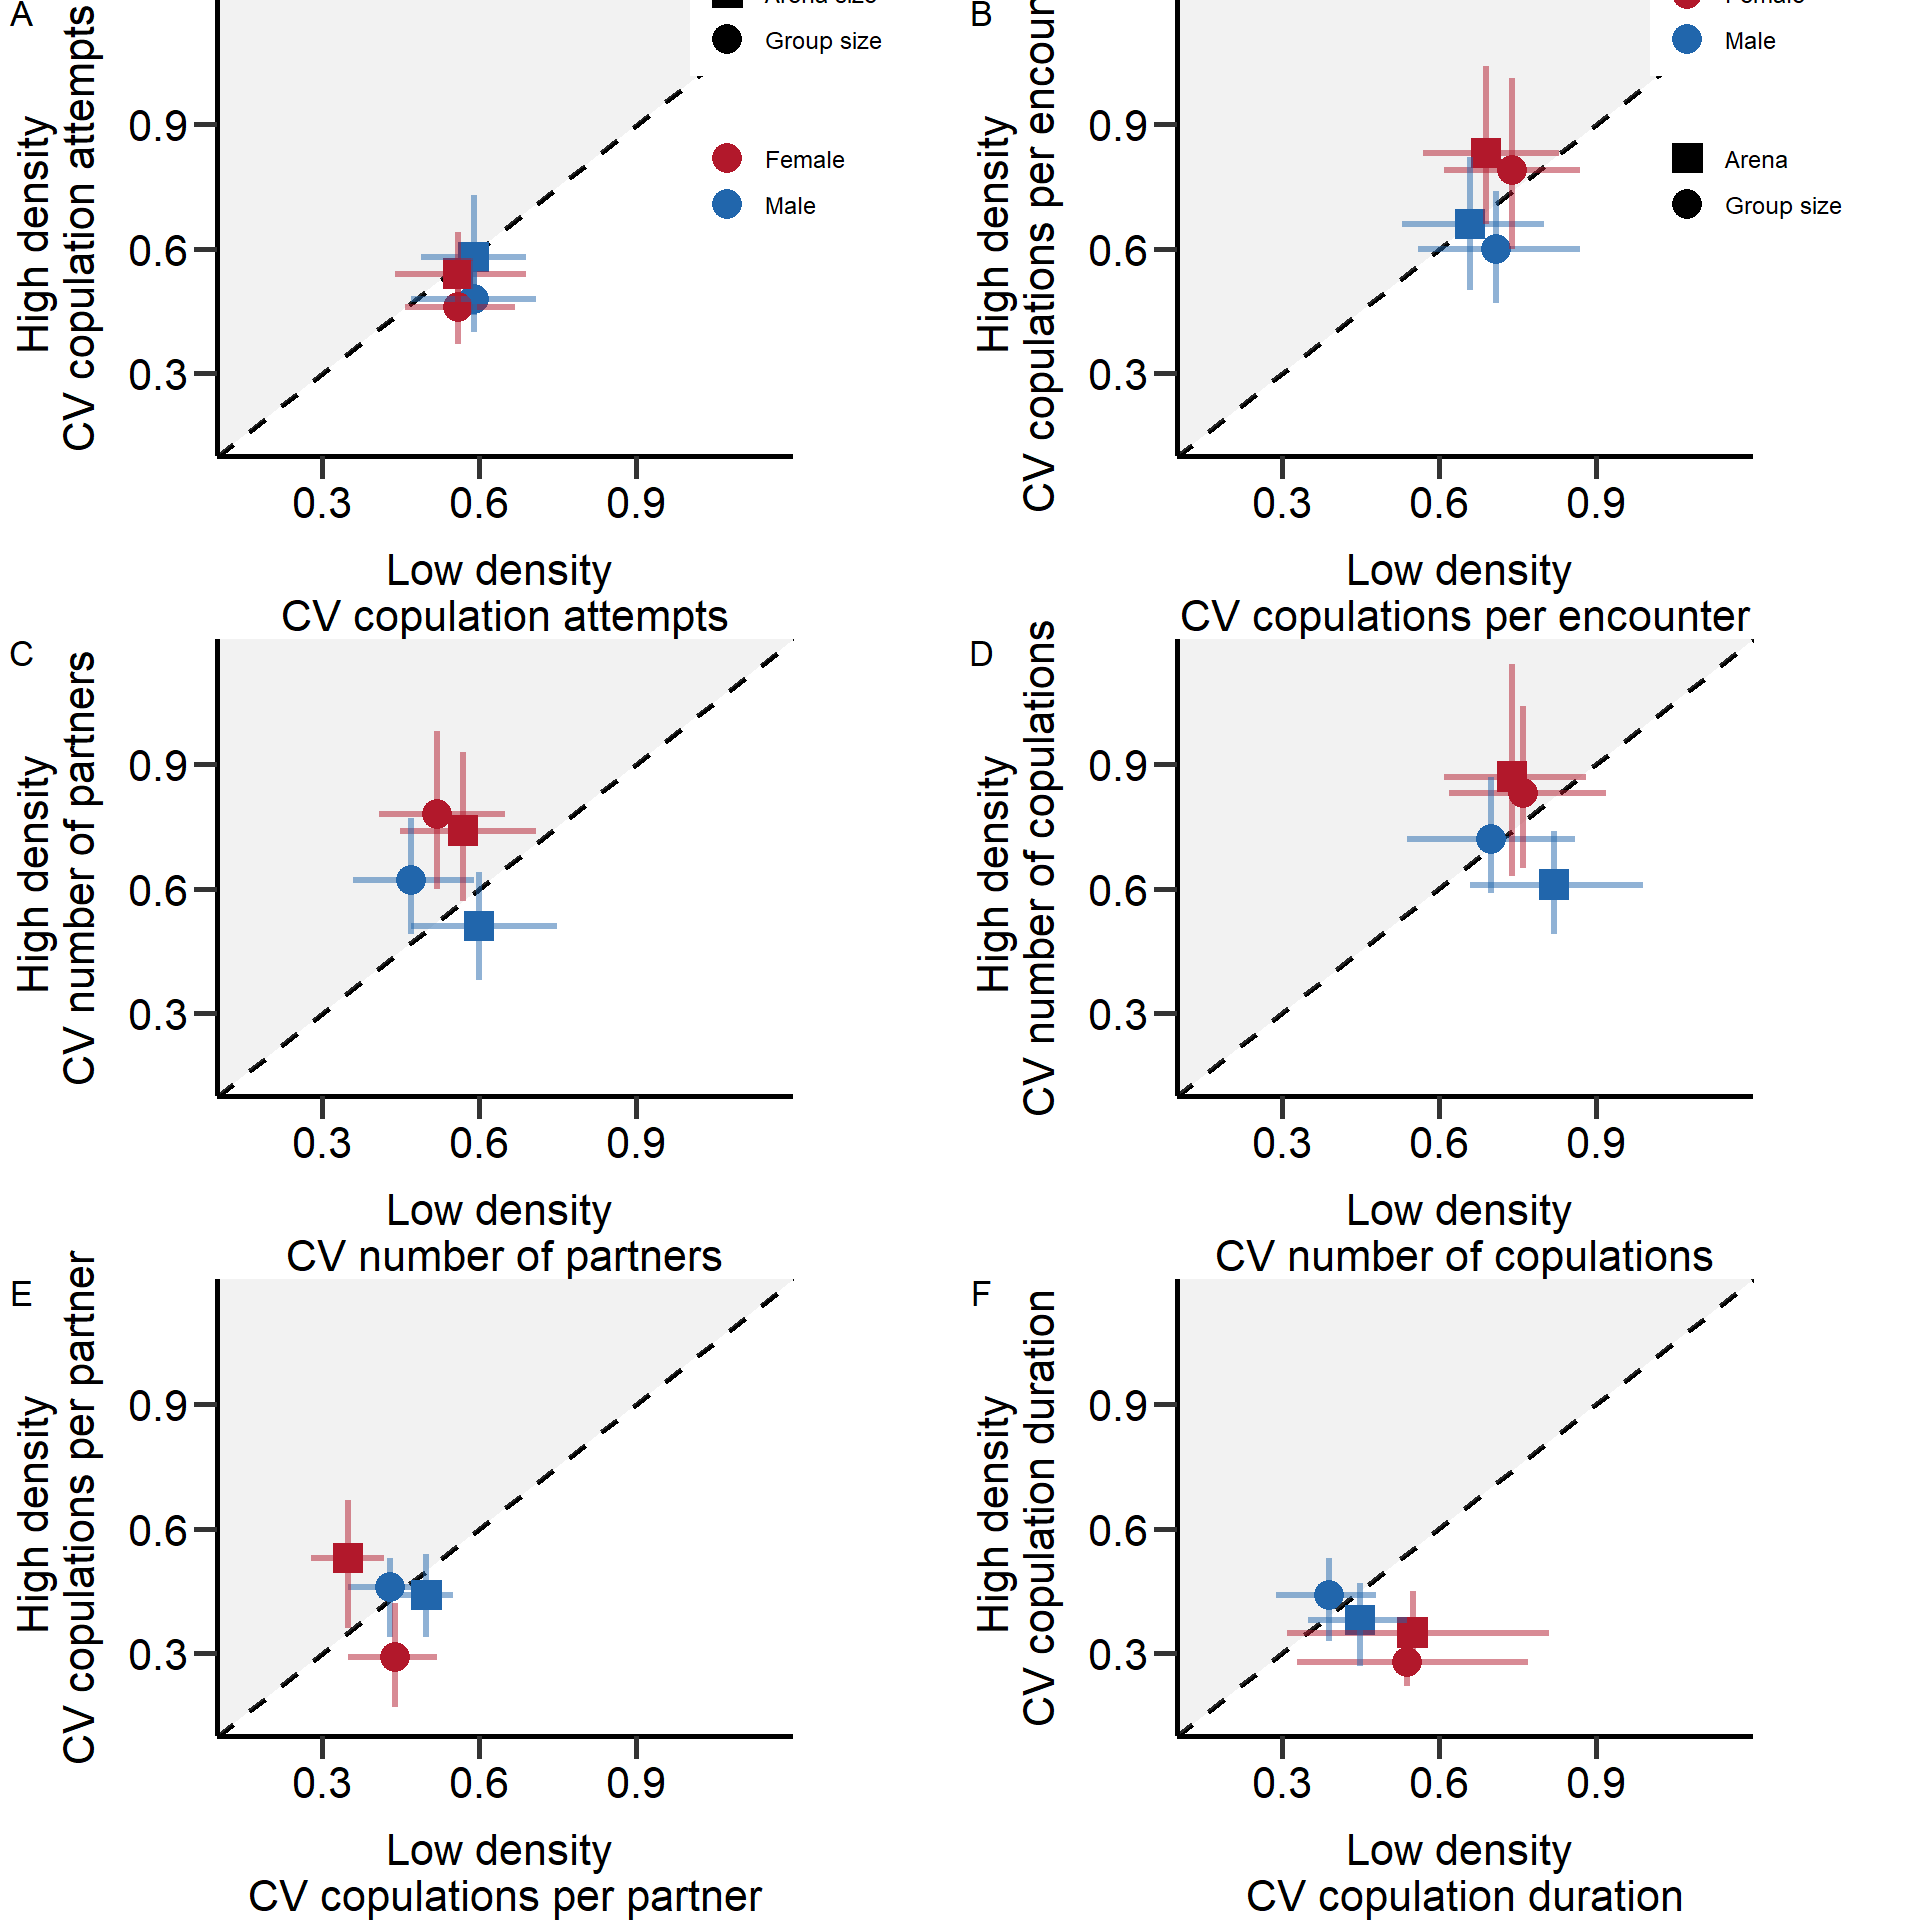 A
High density
CV copulation attempts
0.9
0.6
0.3
0.3 0.6 0.9
Low density
CV copulation attempts
Arena size
Group size
Female
Male
B
High density
CV copulations per encoun
0.9
0.6
0.3
0.3 0.6 0.9
Low density
CV copulations per encounter
Female
Male
Arena
Group size
C
High density
CV number of partners
0.9
0.6
0.3
0.3 0.6 0.9
Low density
CV number of partners
D
High density
CV number of copulations
0.9
0.6
0.3
0.3 0.6 0.9
Low density
CV number of copulations
E
High density
CV copulations per partner
0.9
0.6
0.3
0.3 0.6 0.9
Low density
CV copulations per partner
F
High density
CV copulation duration
0.9
0.6
0.3
0.3 0.6 0.9
Low density
CV copulation duration